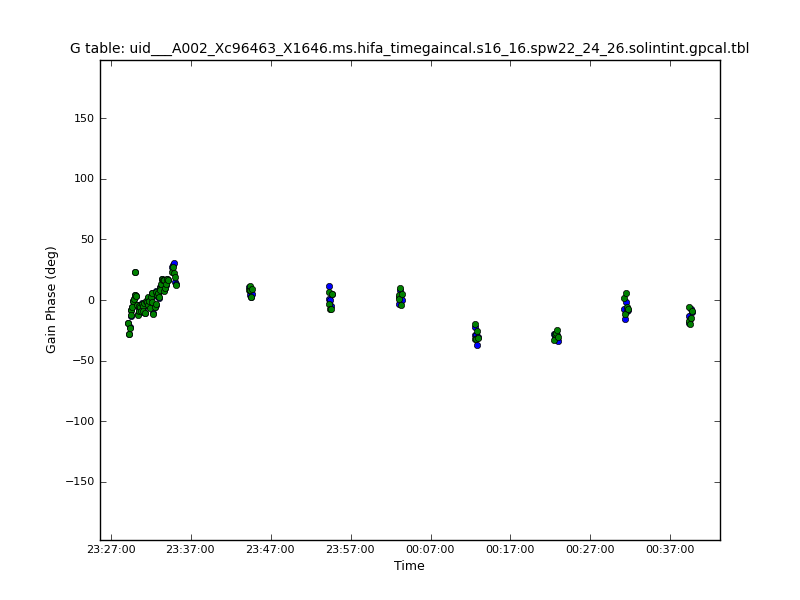 G table: uid___A002_Xc96463_X1646.ms.hifa_timegaincal.s16_16.spw22_24_26.solintint.gpcal.tbl
150
100
50
0
−50
−100
−150
Gain Phase (deg)
23:27:00 23:37:00 23:47:00 23:57:00 00:07:00 00:17:00 00:27:00 00:37:00
Time